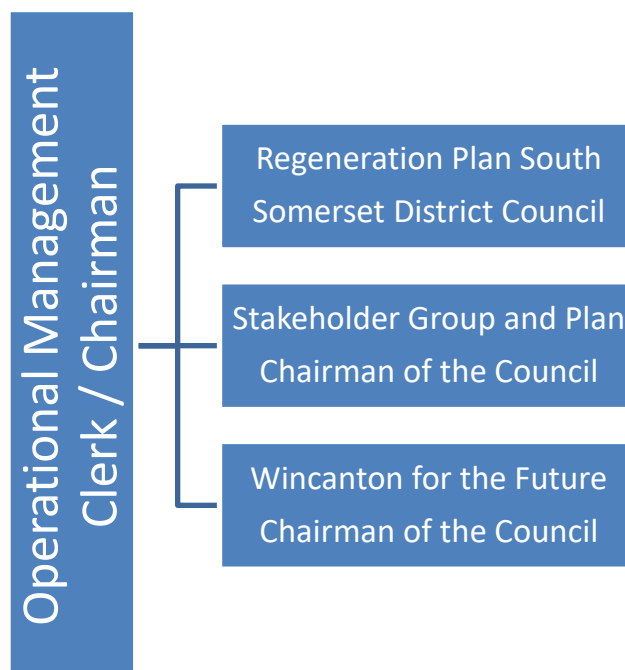 Operational Management
Clerk / Chairman
Regeneration Plan South
Somerset District Council
Stakeholder Group and Plan
Chairman of the Council
Wincanton for the Future
Chairman of the Council